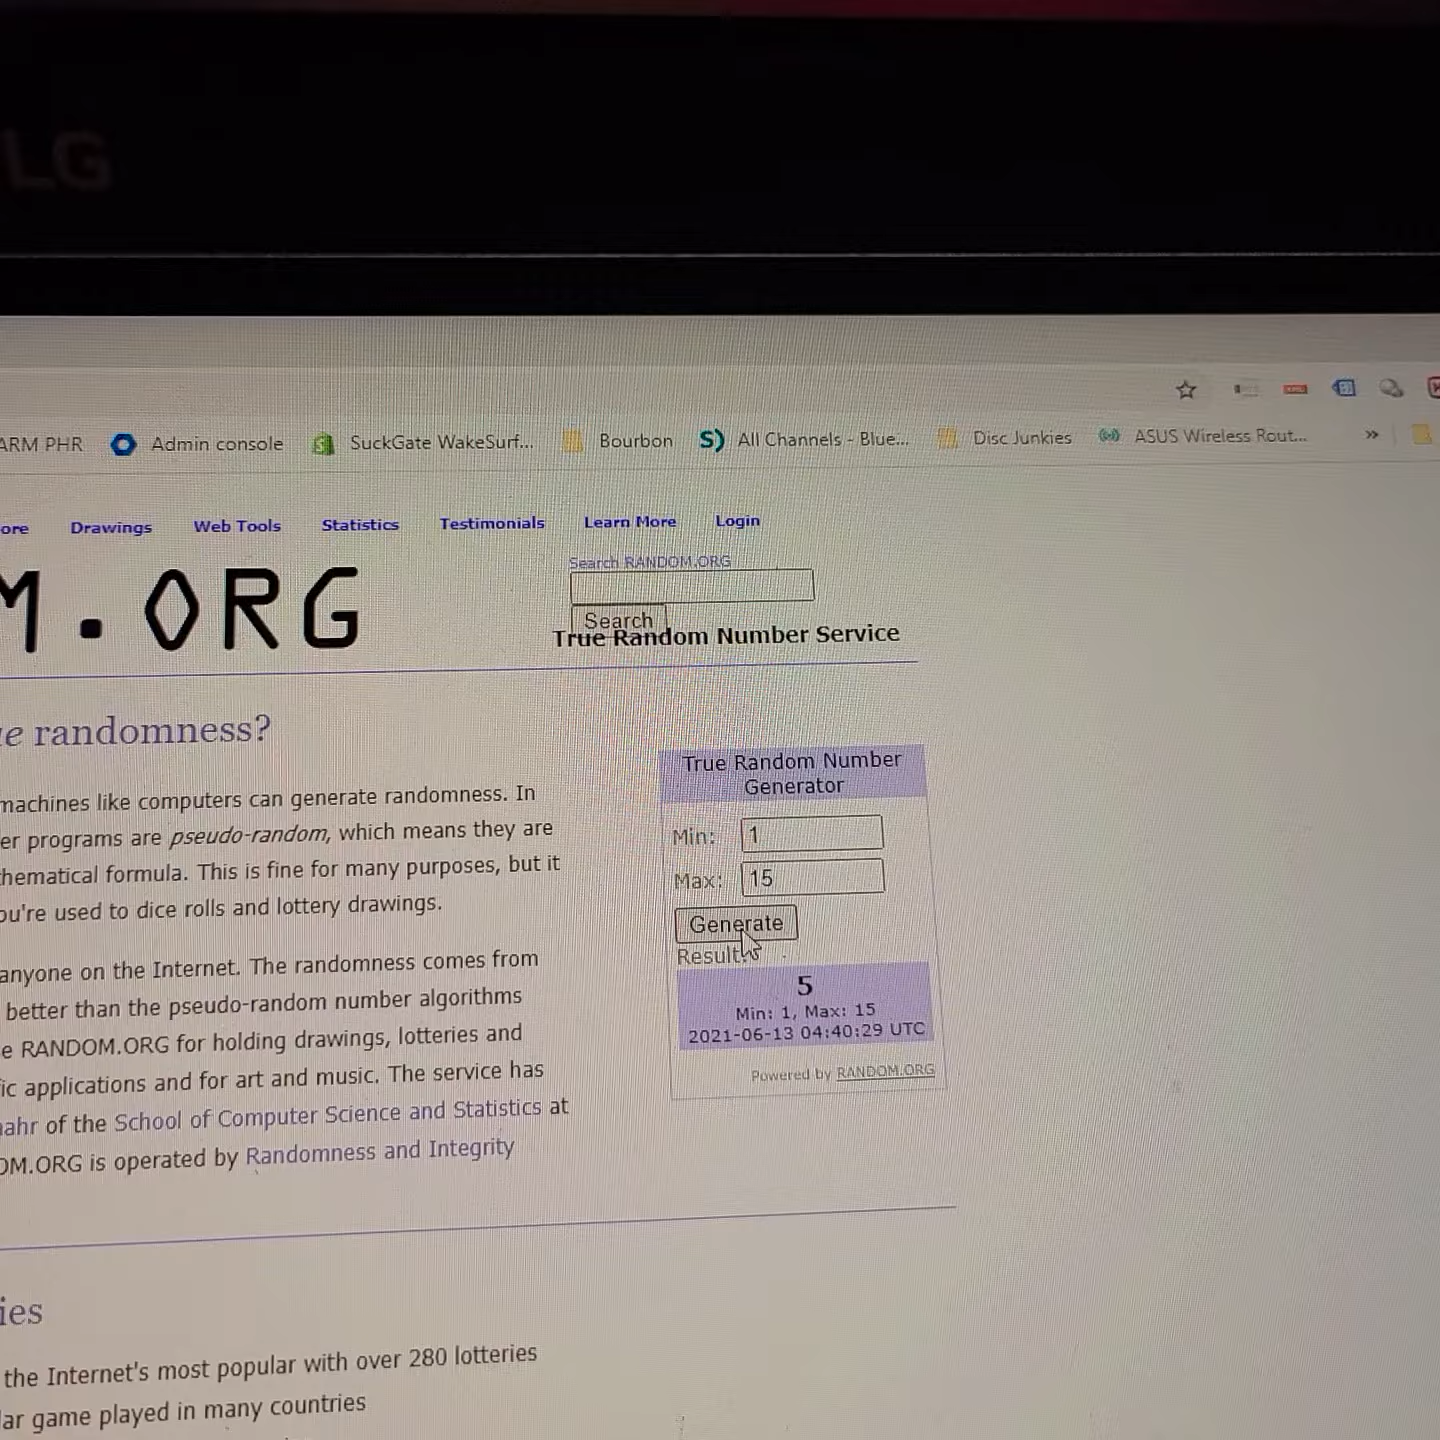 LG
ARM PHR Admin console SuckGate WakeSurf... Bourbon All Channels - Blue... Disc Junkies ASUS Wireless Rout... »
ore Drawings Web Tools Statistics Testimonials Learn More Login
Search RANDOM.ORG
M.ORG
Search
True Random Number Service
e randomness?
machines like computers can generate randomness. In
er programs are pseudo-random, which means they are
hematical formula. This is fine for many purposes, but it
ou're used to dice rolls and lottery drawings.
anyone on the Internet. The randomness comes from
better than the pseudo-random number algorithms
e RANDOM.ORG for holding drawings, lotteries and
ic applications and for art and music. The service has
ahr of the School of Computer Science and Statistics at
OM.ORG is operated by Randomness and Integrity
True Random Number
Generator
Min: 1
Max: 15
Generate
Result:
5
Min: 1, Max: 15
2021-06-13 04:40:29 UTC
Powered by RANDOM.ORG
ies
the Internet's most popular with over 280 lotteries
lar game played in many countries